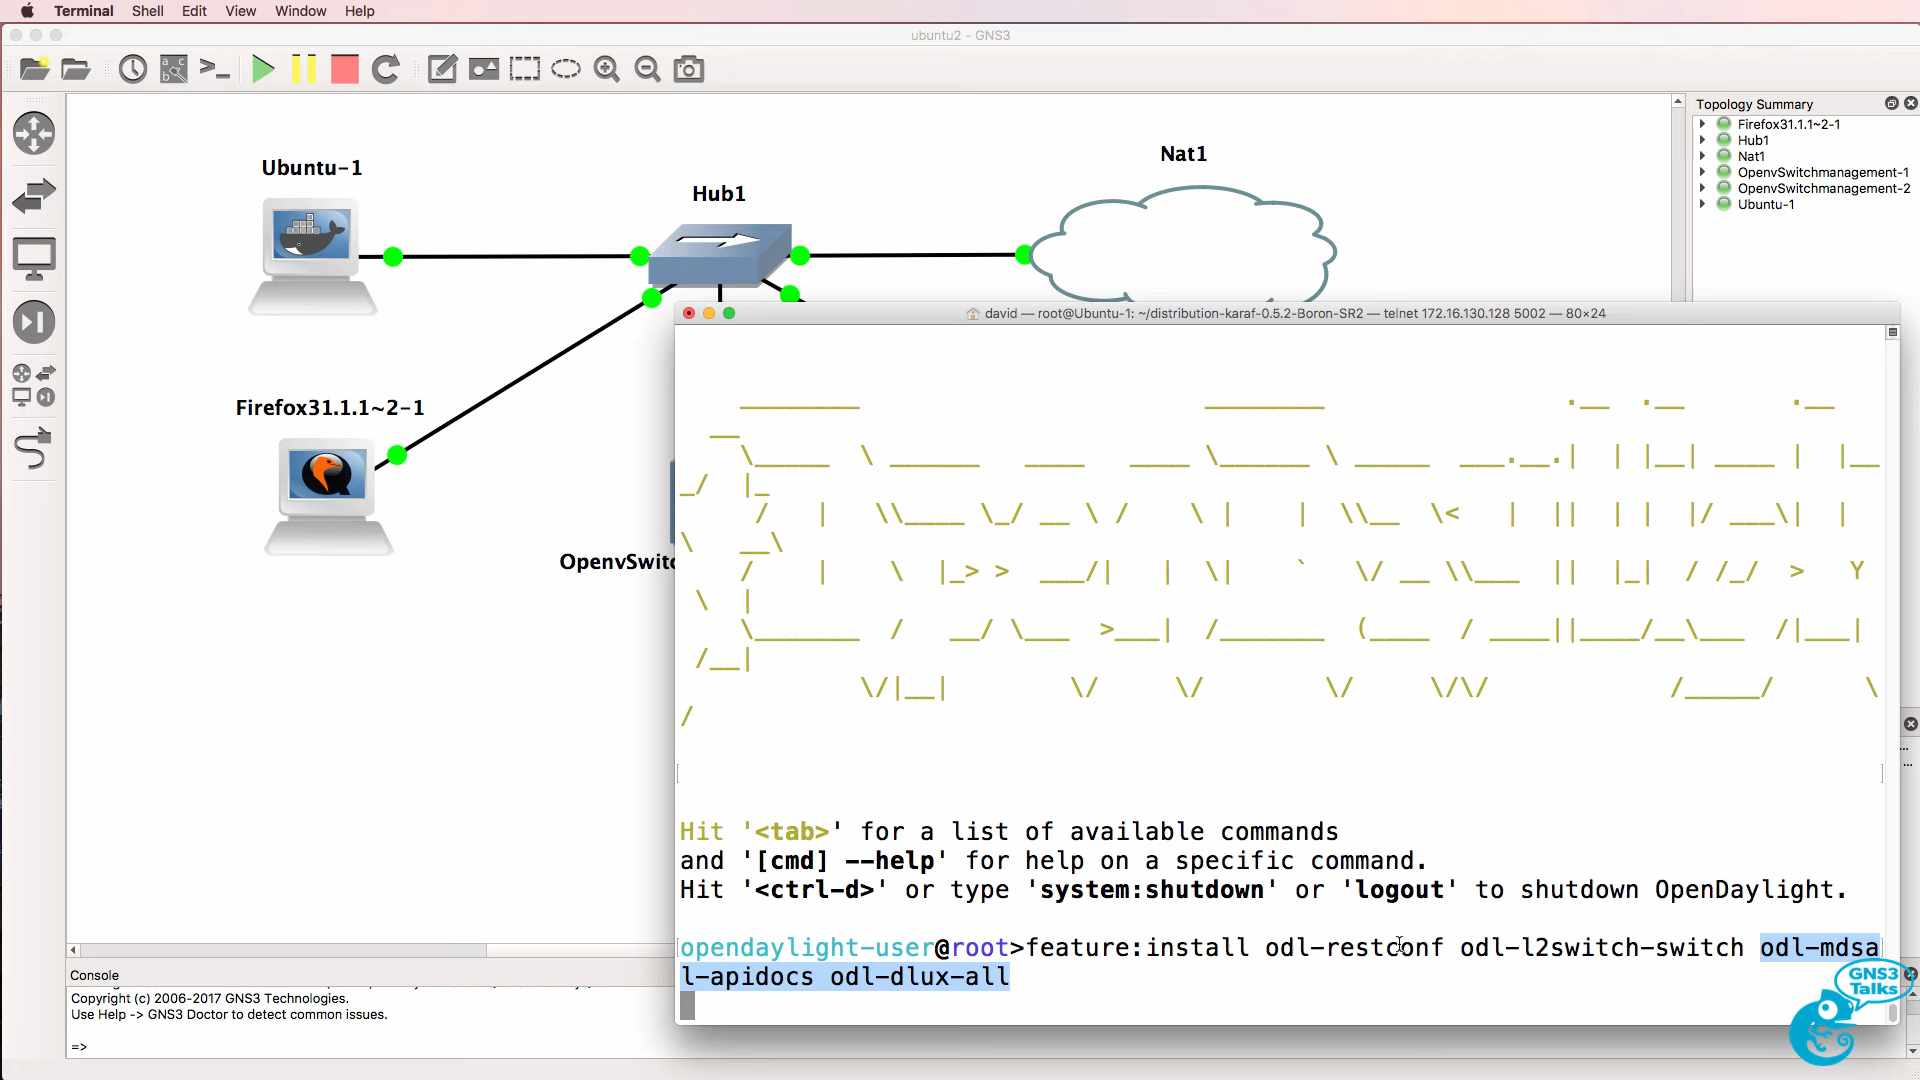 Terminal Shell Edit View Window Help
ubuntu2 - GNS3
Topology Summary
Firefox31.1.1~2-1
Hub1
Nat1
OpenvSwitchmanagement-1
OpenvSwitchmanagement-2
Ubuntu-1
Ubuntu-1
Hub1
Nat1
Firefox31.1.1~2-1
OpenvSwitc
david — root@Ubuntu-1: ~/distribution-karaf-0.5.2-Boron-SR2 — telnet 172.16.130.128 5002 — 80×24
Hit '<tab>' for a list of available commands
and '[cmd] --help' for help on a specific command.
Hit '<ctrl-d>' or type 'system:shutdown' or 'logout' to shutdown OpenDaylight.
opendaylight-user@root>feature:install odl-restconf odl-l2switch-switch odl-mdsa
l-apidocs odl-dlux-all
Console
Copyright (c) 2006-2017 GNS3 Technologies.
Use Help -> GNS3 Doctor to detect common issues.
=>
GNS3
Talks